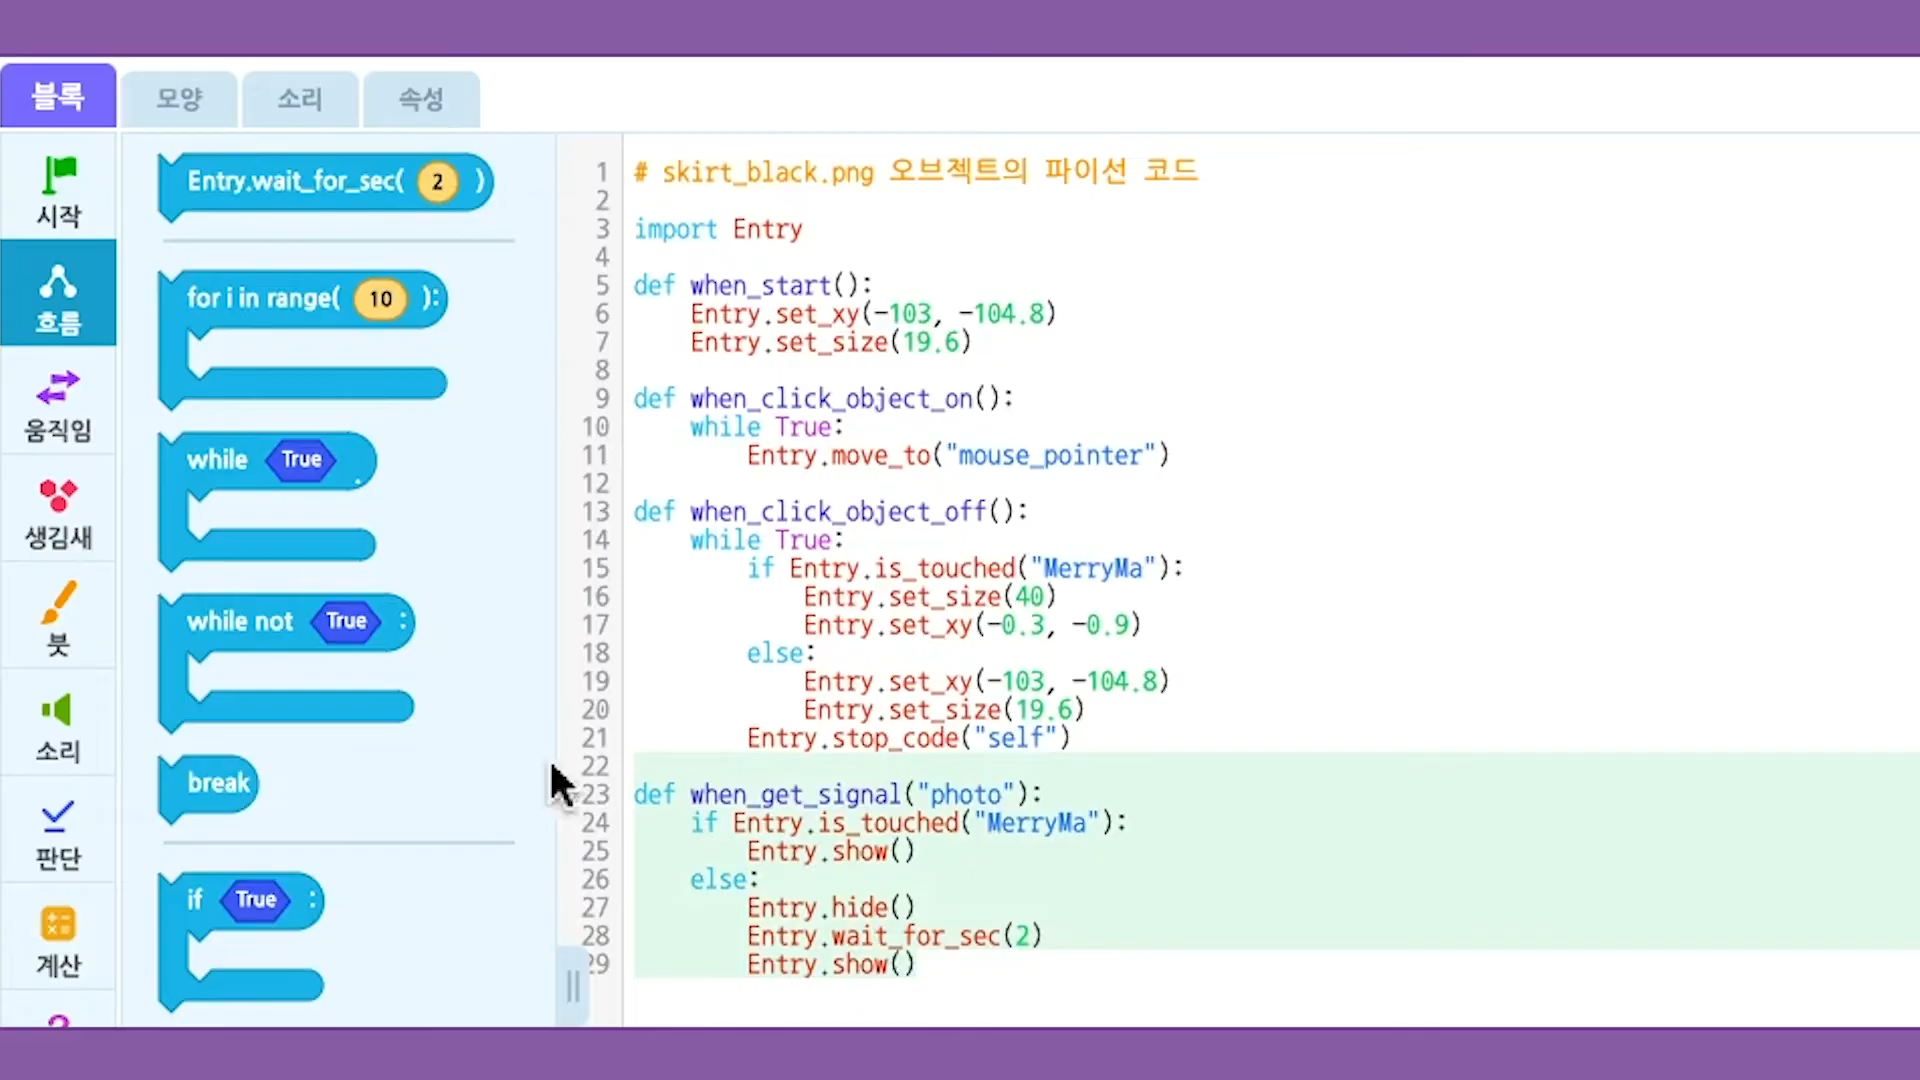 블록
모양
소리
속성
시작
흐름
움직임
생김새
붓
소리
판단
계산
Entry.wait_for_sec( 2 )
for i in range( 10 ):
while True
while not True :
break
if True :
1 # skirt_black.png 오브젝트의 파이선 코드
2
3 import Entry
4
5 def when_start():
6 Entry.set_xy(-103, -104.8)
7 Entry.set_size(19.6)
8
9 def when_click_object_on():
10 while True:
11 Entry.move_to("mouse_pointer")
12
13 def when_click_object_off():
14 while True:
15 if Entry.is_touched("MerryMa"):
16 Entry.set_size(40)
17 Entry.set_xy(-0.3, -0.9)
18 else:
19 Entry.set_xy(-103, -104.8)
20 Entry.set_size(19.6)
21 Entry.stop_code("self")
22
23 def when_get_signal("photo"):
24 if Entry.is_touched("MerryMa"):
25 Entry.show()
26 else:
27 Entry.hide()
28 Entry.wait_for_sec(2)
29 Entry.show()